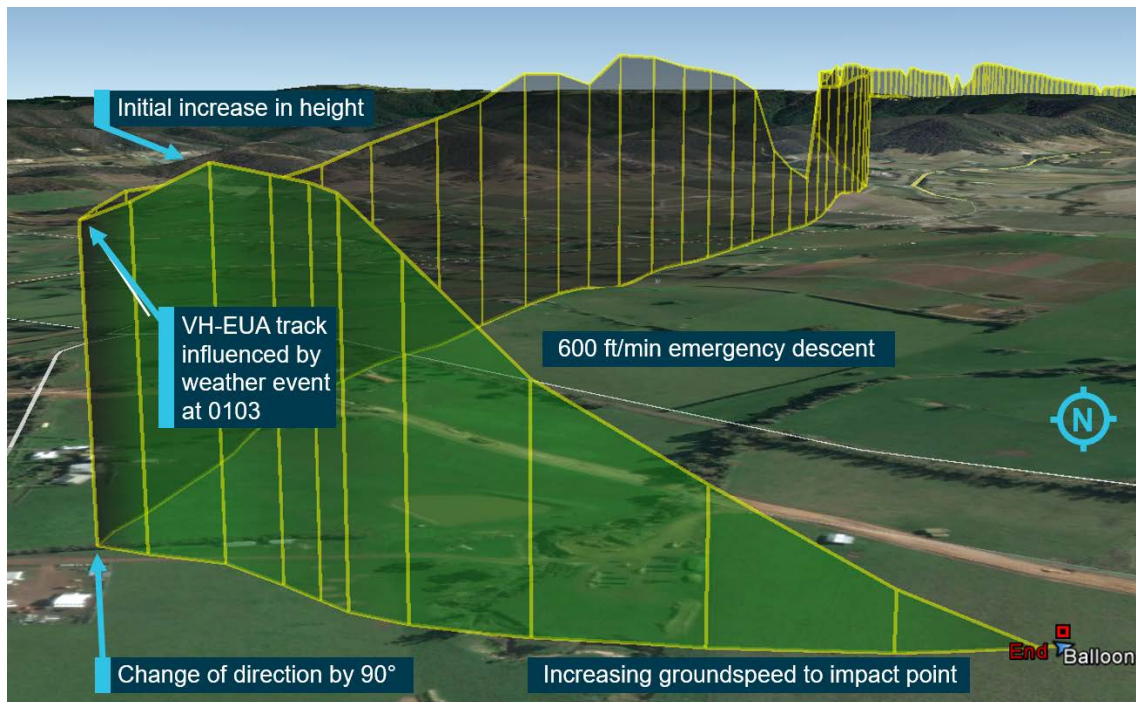 Initial increase in height
VH-EUA track
influenced by
weather event
at 0103
600 ft/min emergency descent
N
Change of direction by 90°
Increasing groundspeed to impact point
End
Balloon